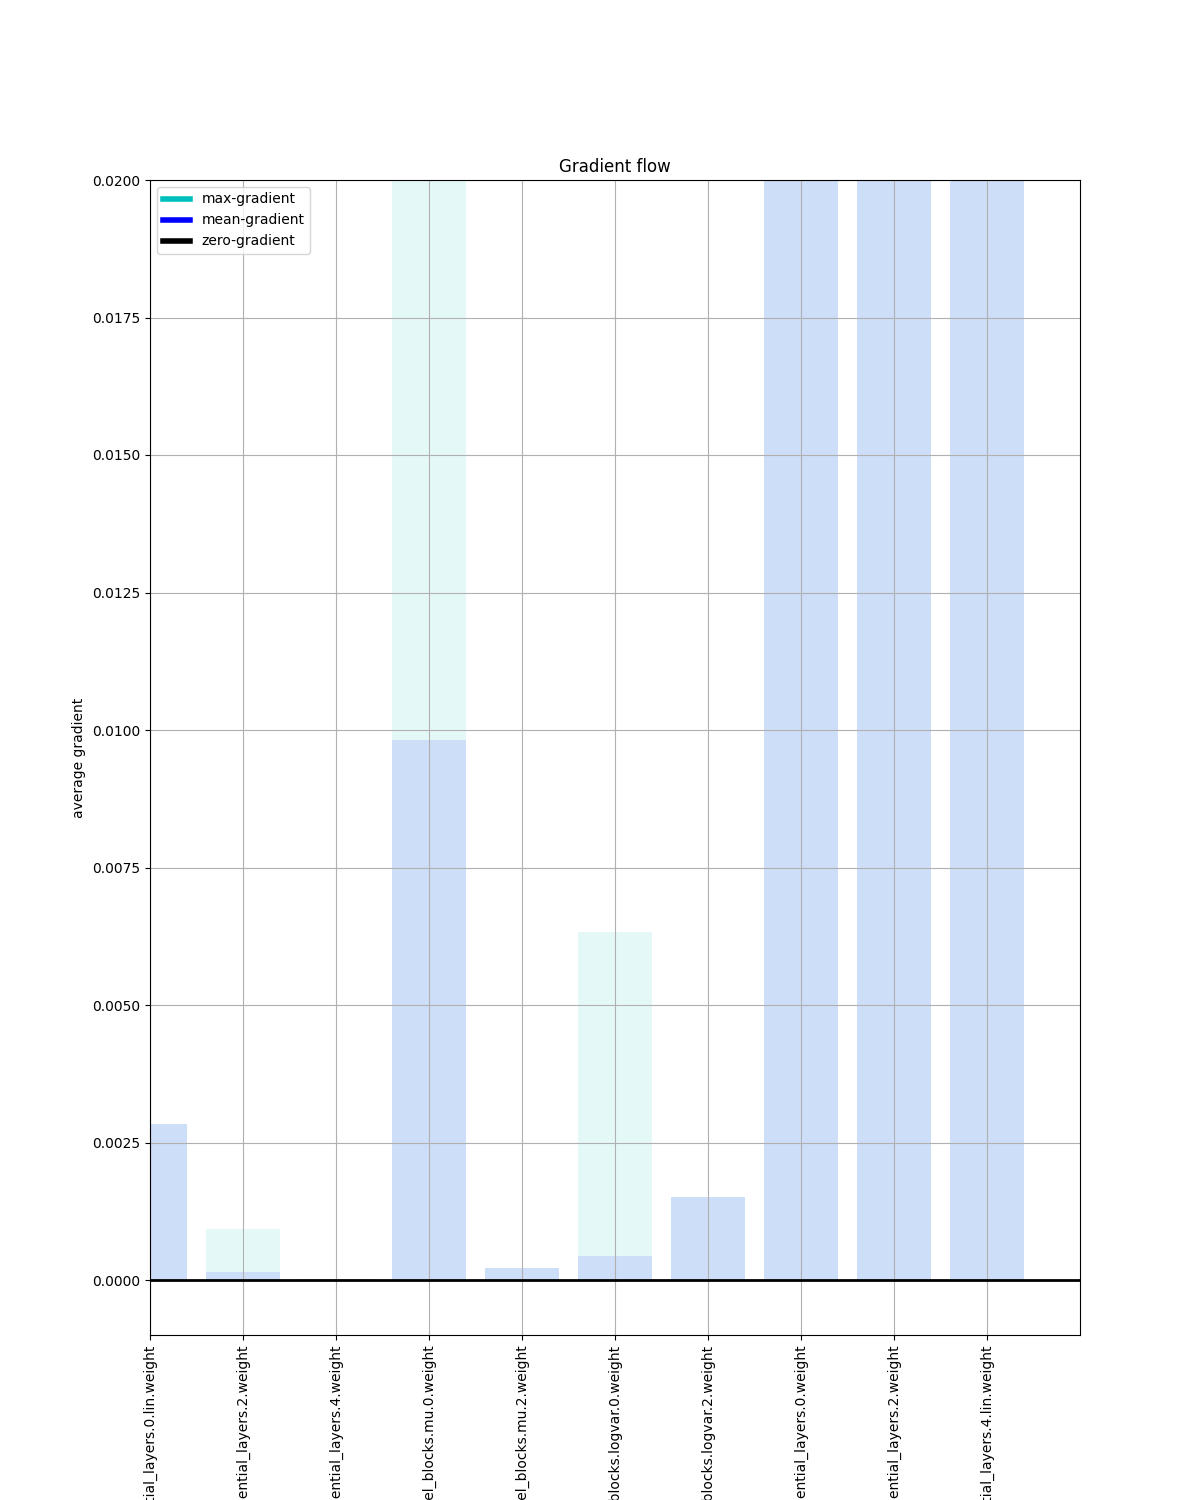 Gradient flow
max-gradient
mean-gradient
zero-gradient
0.0200
0.0175
0.0150
0.0125
0.0100
0.0075
0.0050
0.0025
0.0000
average gradient
tial_layers.0.lin.weight
ential_layers.2.weight
ential_layers.4.weight
el_blocks.mu.0.weight
el_blocks.mu.2.weight
blocks.logvar.0.weight
blocks.logvar.2.weight
ential_layers.0.weight
ential_layers.2.weight
tial_layers.4.lin.weight